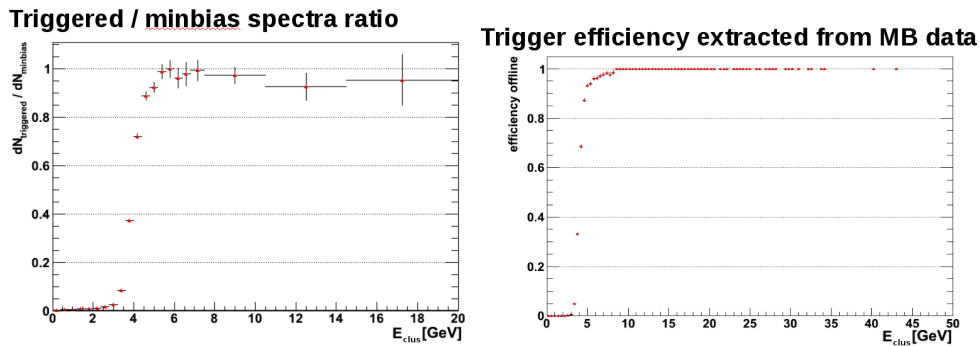 Triggered / minbias spectra ratio
dN_triggered / dN_minbias
1
0.8
0.6
0.4
0.2
0
0 2 4 6 8 10 12 14 16 18 20
E_clus[GeV]
Trigger efficiency extracted from MB data
efficiency offline
1
0.8
0.6
0.4
0.2
0
0 5 10 15 20 25 30 35 40 45 50
E_clus[GeV]